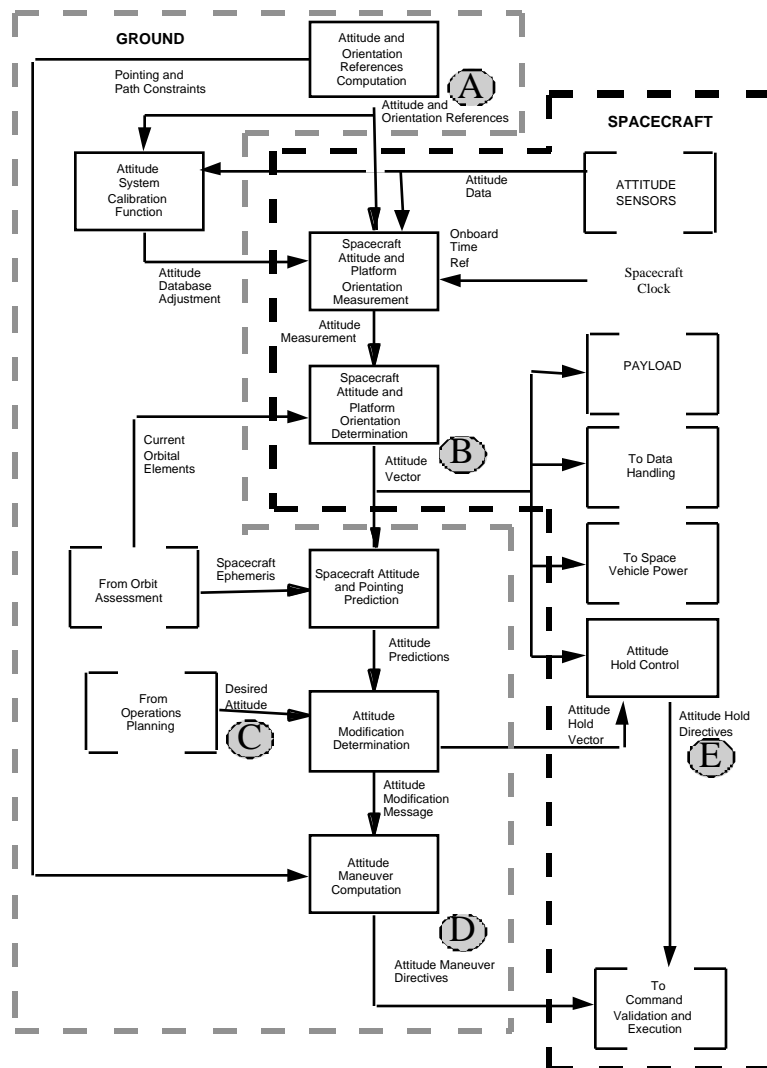 GROUND
Attitude and
Orientation
References
Computation
A
Pointing and
Path Constraints
Attitude and
Orientation References
SPACECRAFT
Attitude
System
Calibration
Function
Attitude
Data
ATTITUDE
SENSORS
Spacecraft
Attitude and
Platform
Orientation
Measurement
Onboard
Time
Ref
Spacecraft
Clock
Attitude
Database
Adjustment
Attitude
Measurement
Spacecraft
Attitude and
Platform
Orientation
Determination
PAYLOAD
B
Current
Orbital
Elements
Attitude
Vector
To Data
Handling
From Orbit
Assessment
Spacecraft
Ephemeris
Spacecraft Attitude
and Pointing
Prediction
To Space
Vehicle Power
Attitude
Predictions
Attitude
Hold Control
From
Operations
Planning
Desired
Attitude
C
Attitude
Modification
Determination
Attitude
Hold
Vector
Attitude Hold
Directives
E
Attitude
Modification
Message
Attitude
Maneuver
Computation
D
Attitude Maneuver
Directives
To
Command
Validation and
Execution